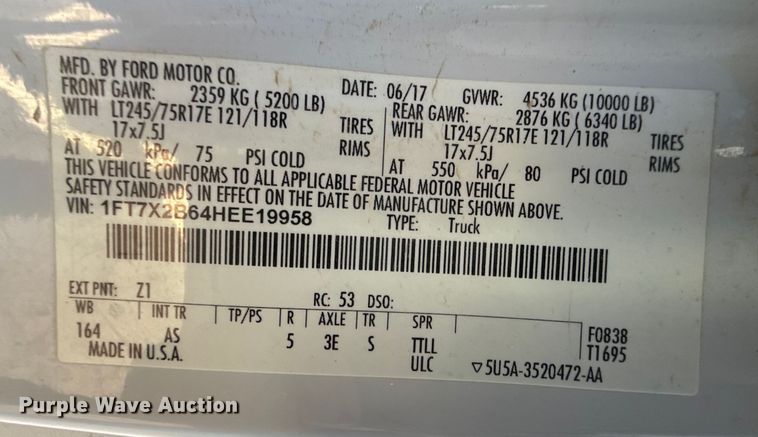 MFD. BY FORD MOTOR CO.
DATE: 06/17 GVWR: 4536 KG (10000 LB)
FRONT GAWR: 2359 KG ( 5200 LB) REAR GAWR: 2876 KG ( 6340 LB)
WITH LT245/75R17E 121/118R TIRES WITH LT245/75R17E 121/118R TIRES
17x7.5J RIMS 17x7.5J RIMS
AT 520 kPa/ 75 PSI COLD AT 550 kPa/ 80 PSI COLD
THIS VEHICLE CONFORMS TO ALL APPLICABLE FEDERAL MOTOR VEHICLE
SAFETY STANDARDS IN EFFECT ON THE DATE OF MANUFACTURE SHOWN ABOVE.
VIN: 1FT7X2B64HEE19958 TYPE: Truck
EXT PNT: Z1 RC: 53 DSO:
WB INT TR TP/PS R AXLE TR SPR
164 AS 5 3E S TTLL F0838
MADE IN U.S.A. ULC T1695
▽5U5A-3520472-AA
Purple Wave Auction